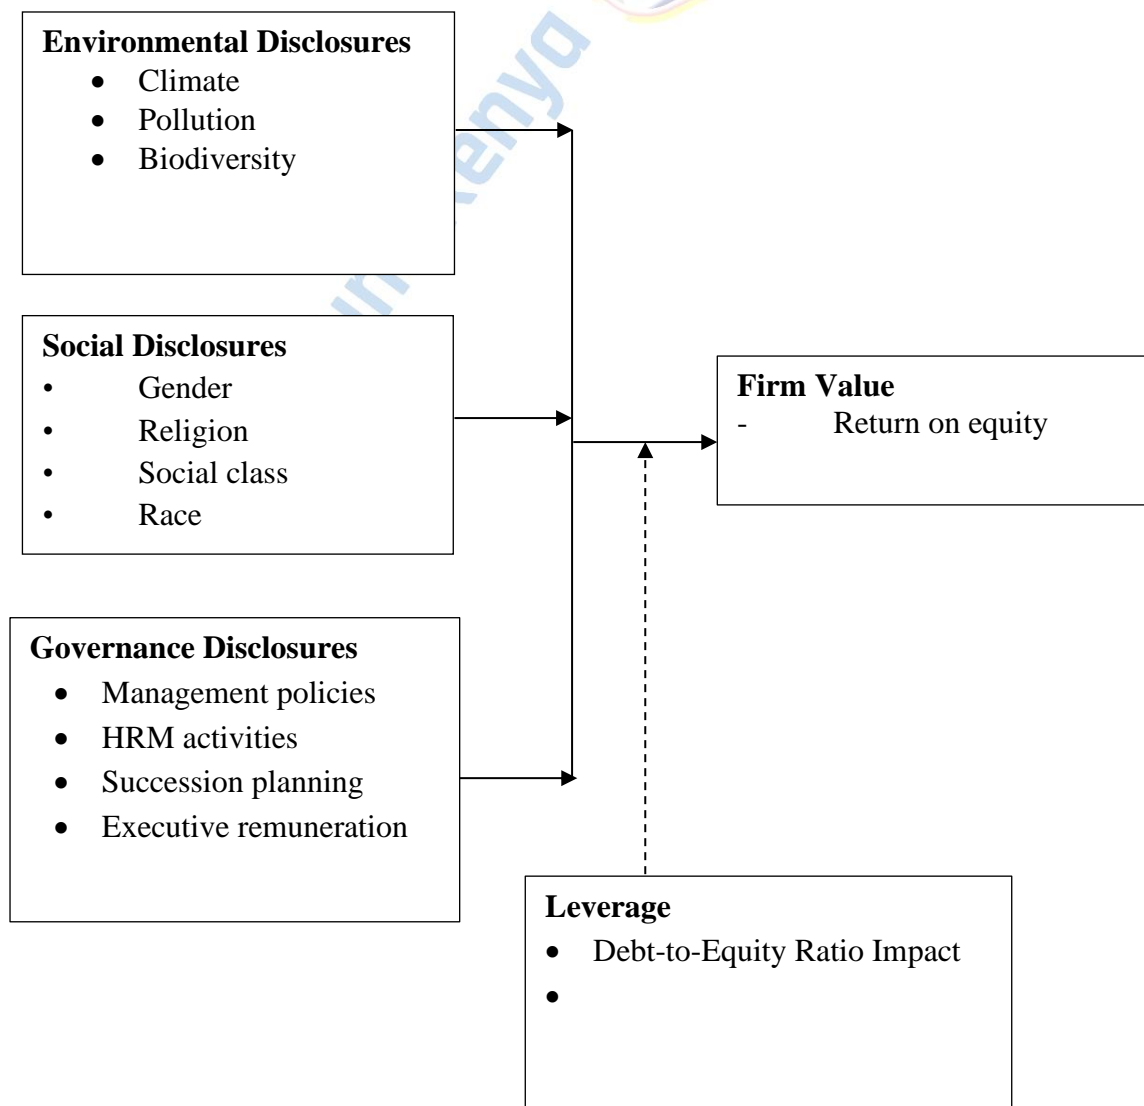 Environmental Disclosures
• Climate
• Pollution
• Biodiversity
Social Disclosures
• Gender
• Religion
• Social class
• Race
Firm Value
- Return on equity
Governance Disclosures
• Management policies
• HRM activities
• Succession planning
• Executive remuneration
Leverage
• Debt-to-Equity Ratio Impact
•